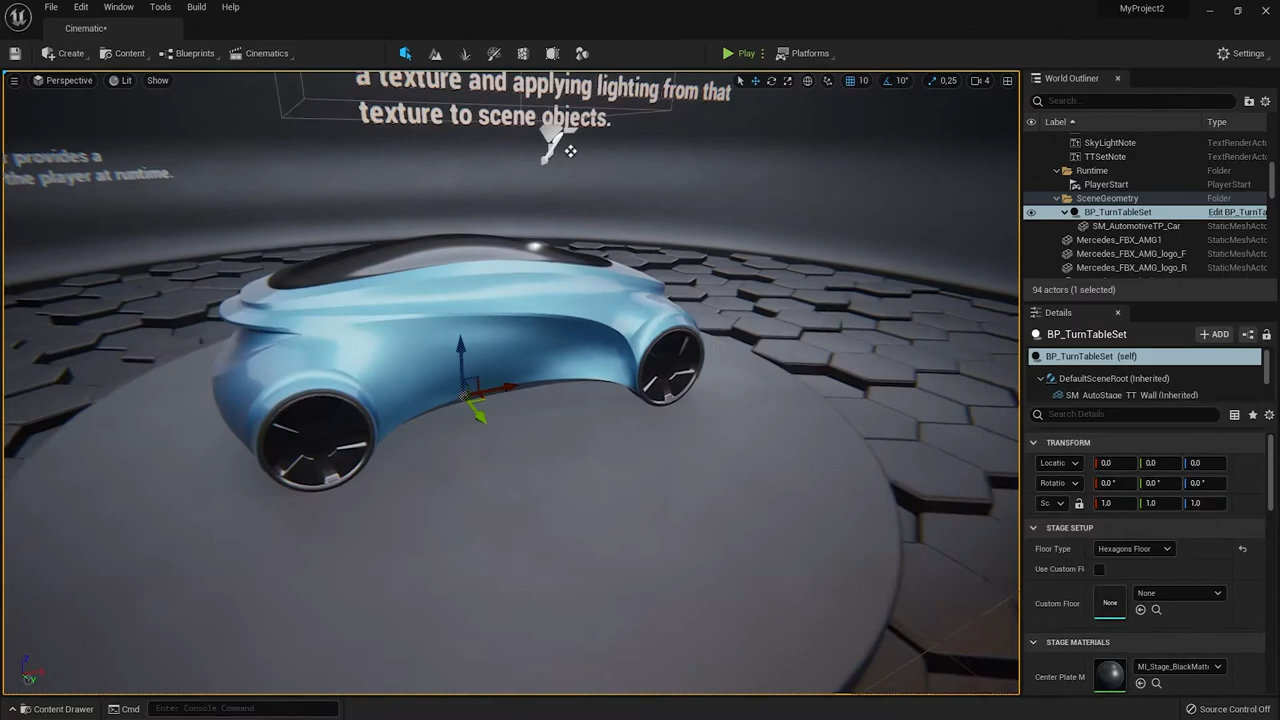 File Edit Window Tools Build Help
MyProject2
Cinematic*
Create Content Blueprints Cinematics Play Platforms Settings
Perspective Lit Show 10 10° 0,25 4
World Outliner
Search...
Label Type
SkyLightNote TextRenderActo
TTSetNote TextRenderActo
Runtime Folder
PlayerStart PlayerStart
SceneGeometry Folder
BP_TurnTableSet Edit BP_TurnTa
SM_AutomotiveTP_Car StaticMeshActo
Mercedes_FBX_AMG1 StaticMeshActo
Mercedes_FBX_AMG_logo_F StaticMeshActo
Mercedes_FBX_AMG_logo_R StaticMeshActo
94 actors (1 selected)
a texture and applying lighting from that
texture to scene objects.
r provides a
the player at runtime.
Details
BP_TurnTableSet ADD
BP_TurnTableSet (self)
DefaultSceneRoot (Inherited)
SM_AutoStage_TT_Wall (Inherited)
Search Details
TRANSFORM
Locatic 0,0 0,0 0,0
Rotatio 0,0 ° 0,0 ° 0,0 °
Sc 1,0 1,0 1,0
STAGE SETUP
Floor Type Hexagons Floor
Use Custom Fl
Custom Floor None None
STAGE MATERIALS
Center Plate M MI_Stage_BlackMatt
Content Drawer Cmd Enter Console Command Source Control Off